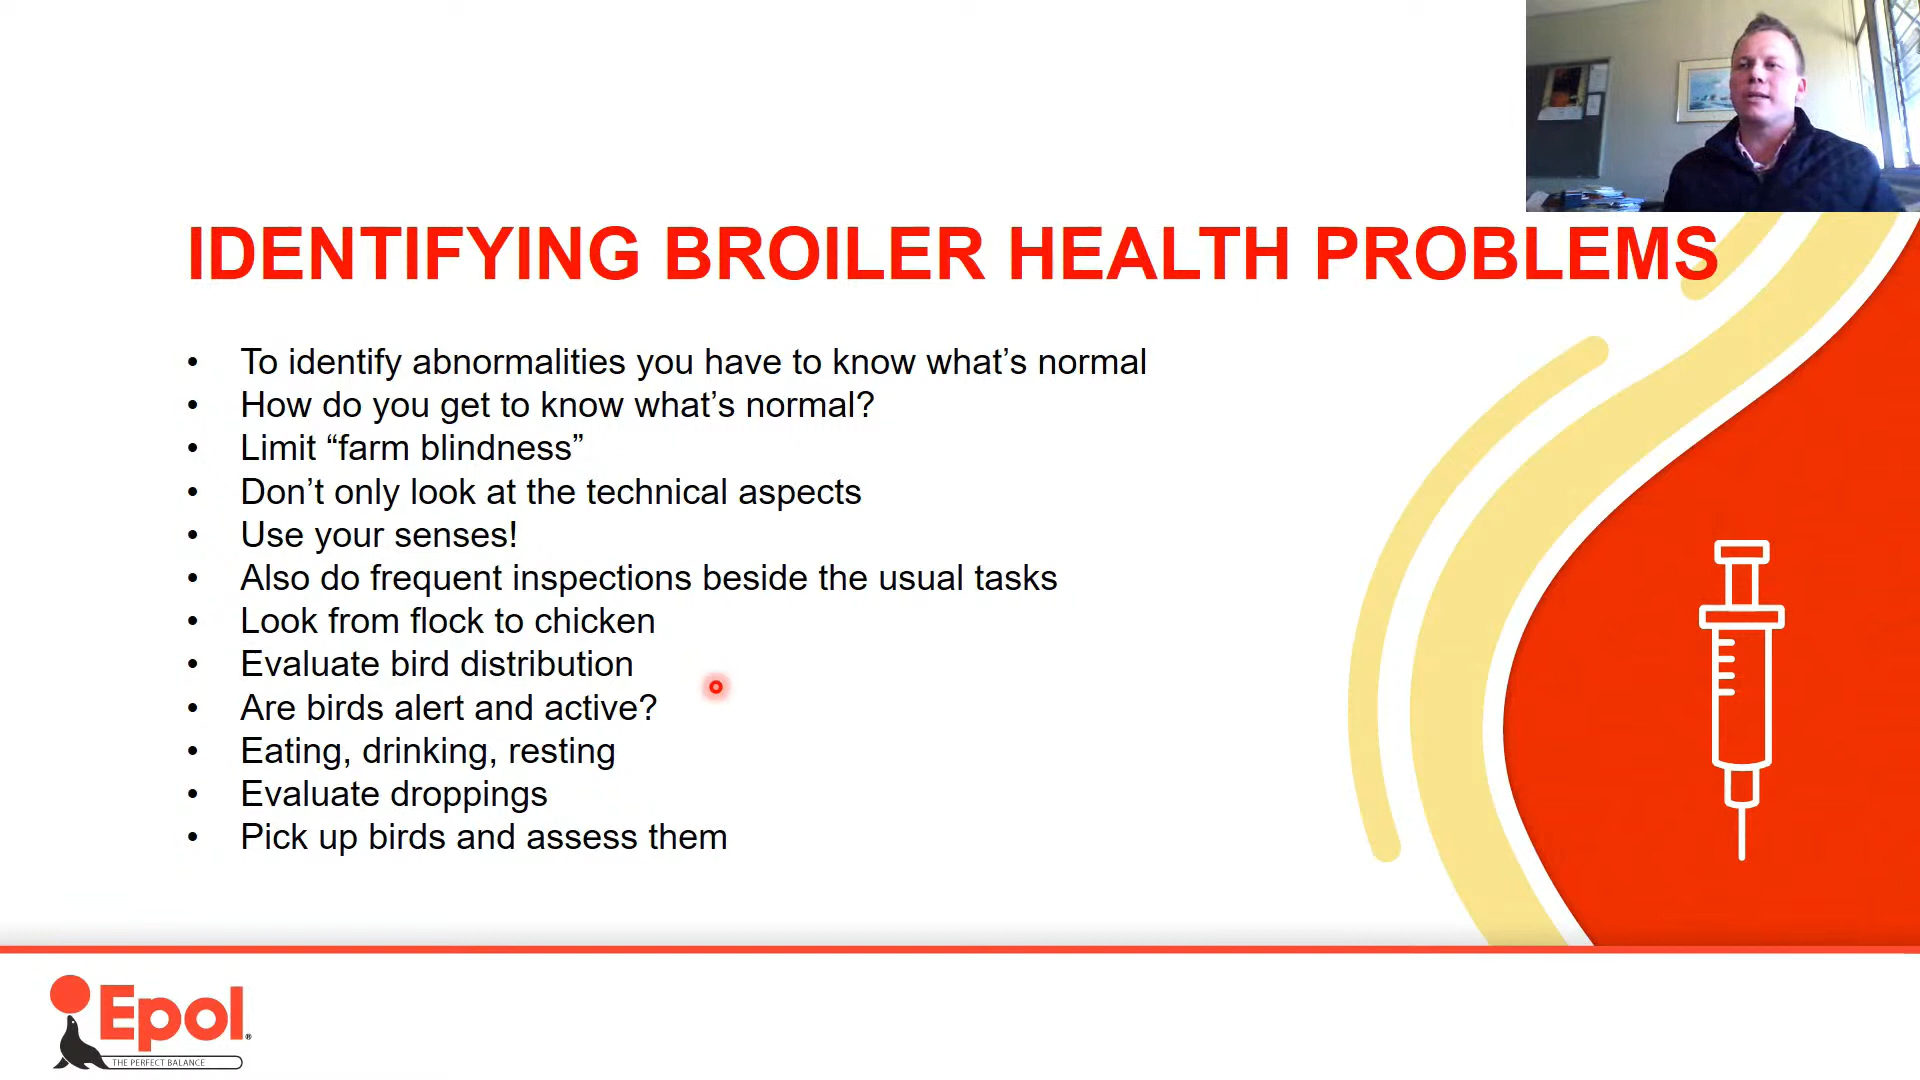 IDENTIFYING BROILER HEALTH PROBLEMS
• To identify abnormalities you have to know what’s normal
• How do you get to know what’s normal?
• Limit “farm blindness”
• Don’t only look at the technical aspects
• Use your senses!
• Also do frequent inspections beside the usual tasks
• Look from flock to chicken
• Evaluate bird distribution
• Are birds alert and active?
• Eating, drinking, resting
• Evaluate droppings
• Pick up birds and assess them
Epol®
THE PERFECT BALANCE